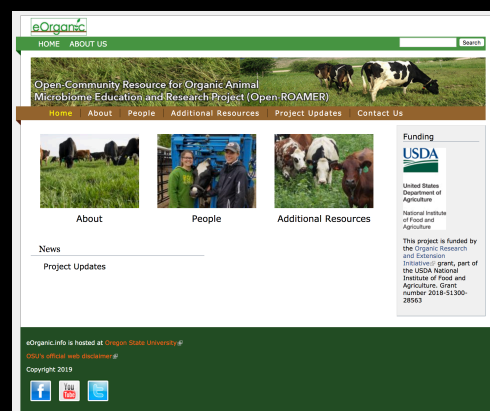 eOrganic
HOME ABOUT US
Search
Open-Community Resource for Organic Animal
Microbiome Education and Research Project (Open-ROAMER)
Home About People Additional Resources Project Updates Contact Us
About
People
Additional Resources
News
Project Updates
Funding
USDA
United States
Department of
Agriculture
National Institute
of Food and
Agriculture
This project is funded by
the Organic Research
and Extension
Initiative grant, part of
the USDA National
Institute of Food and
Agriculture. Grant
number 2018-51300-
28563
eOrganic.info is hosted at Oregon State University
OSU's official web disclaimer
Copyright 2019
f You Tube t